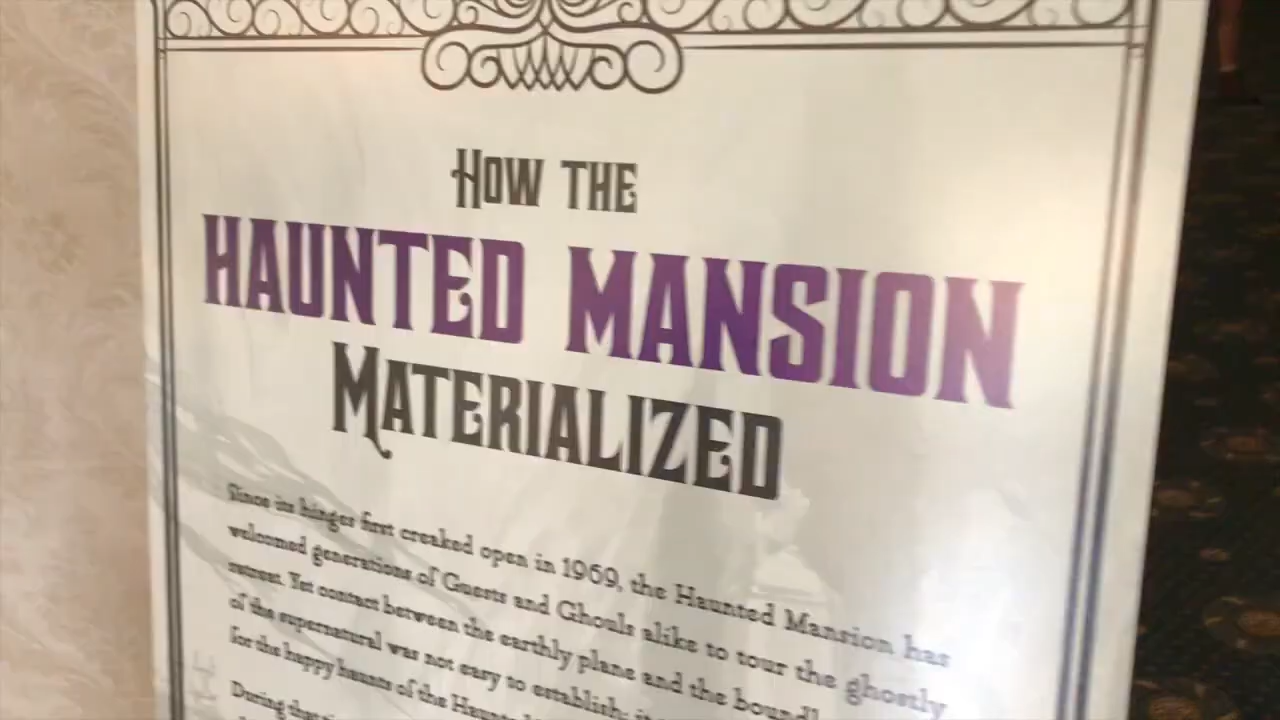 How the
HAUNTED MANSION
MATERIALIZED
Since its hinges first creaked open in 1969, the Haunted Mansion has
welcomed generations of Guests and Ghouls alike to tour the ghostly
retreat. Yet contact between the earthly plane and the
of the supernatural was not easy to establish;
for the happy haunts of the
During